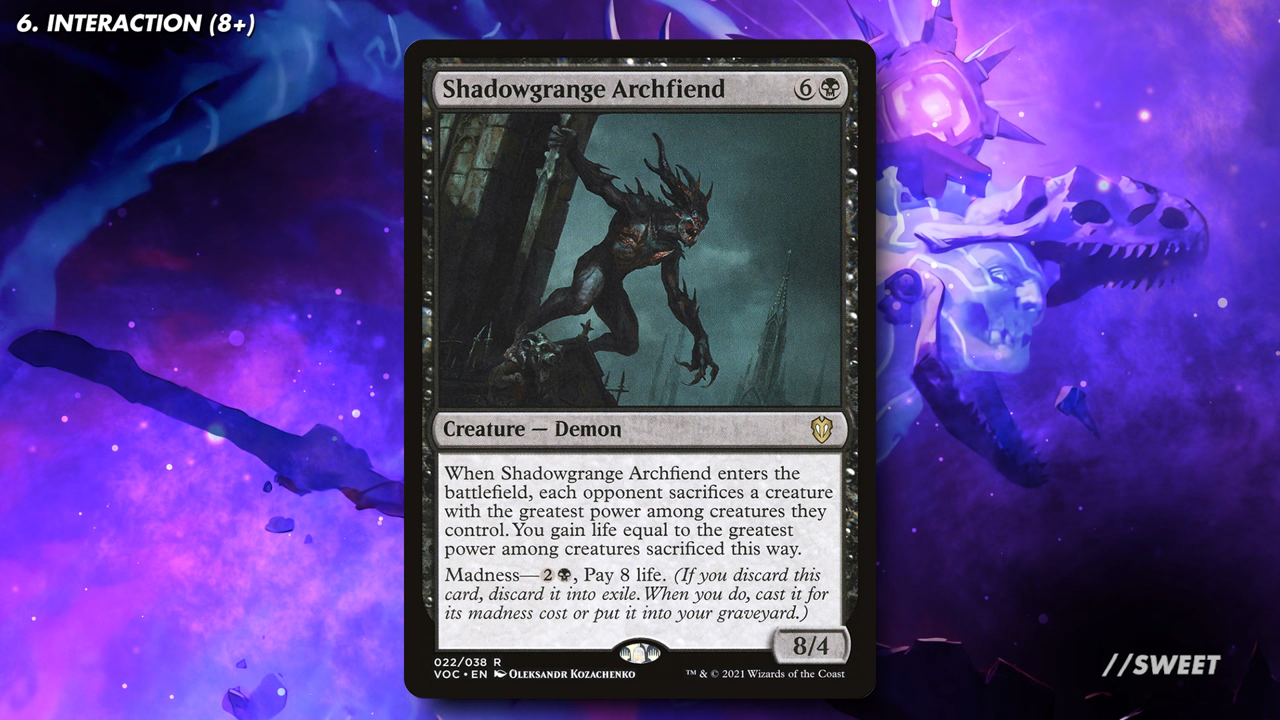 6. INTERACTION (8+)
Shadowgrange Archfiend 6
Creature — Demon
When Shadowgrange Archfiend enters the
battlefield, each opponent sacrifices a creature
with the greatest power among creatures they
control. You gain life equal to the greatest
power among creatures sacrificed this way.
Madness—2, Pay 8 life. (If you discard this
card, discard it into exile. When you do, cast it for
its madness cost or put it into your graveyard.)
8/4
022/038 R
VOC • EN OLEKSANDR KOZACHENKO
™ & © 2021 Wizards of the Coast
//SWEET